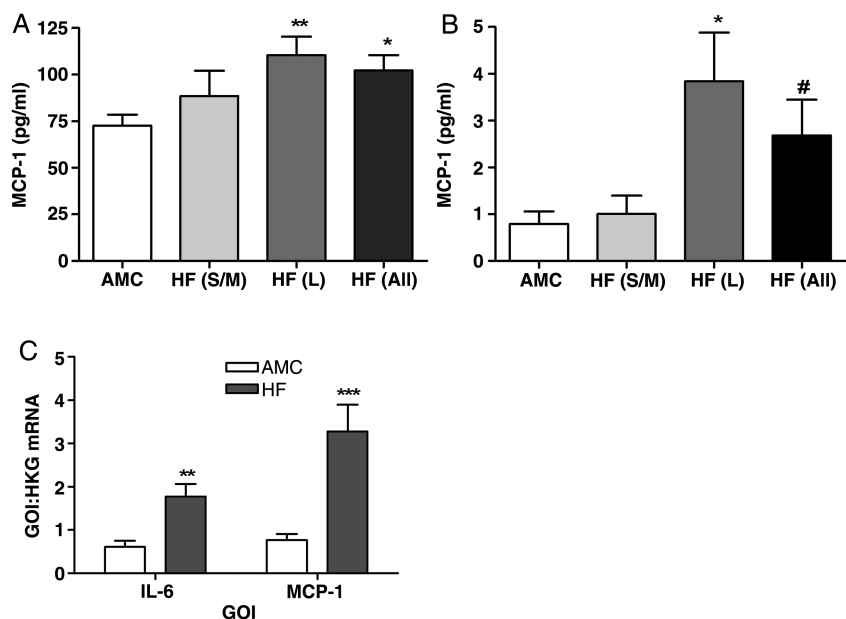 A
MCP-1 (pg/ml)
125
100
75
50
25
0
**
*
AMC HF (S/M) HF (L) HF (All)
B
MCP-1 (pg/ml)
5
4
3
2
1
0
*
#
AMC HF (S/M) HF (L) HF (All)
C
GOI:HKG mRNA
5
4
3
2
1
0
AMC
HF
**
***
IL-6 MCP-1
GOI